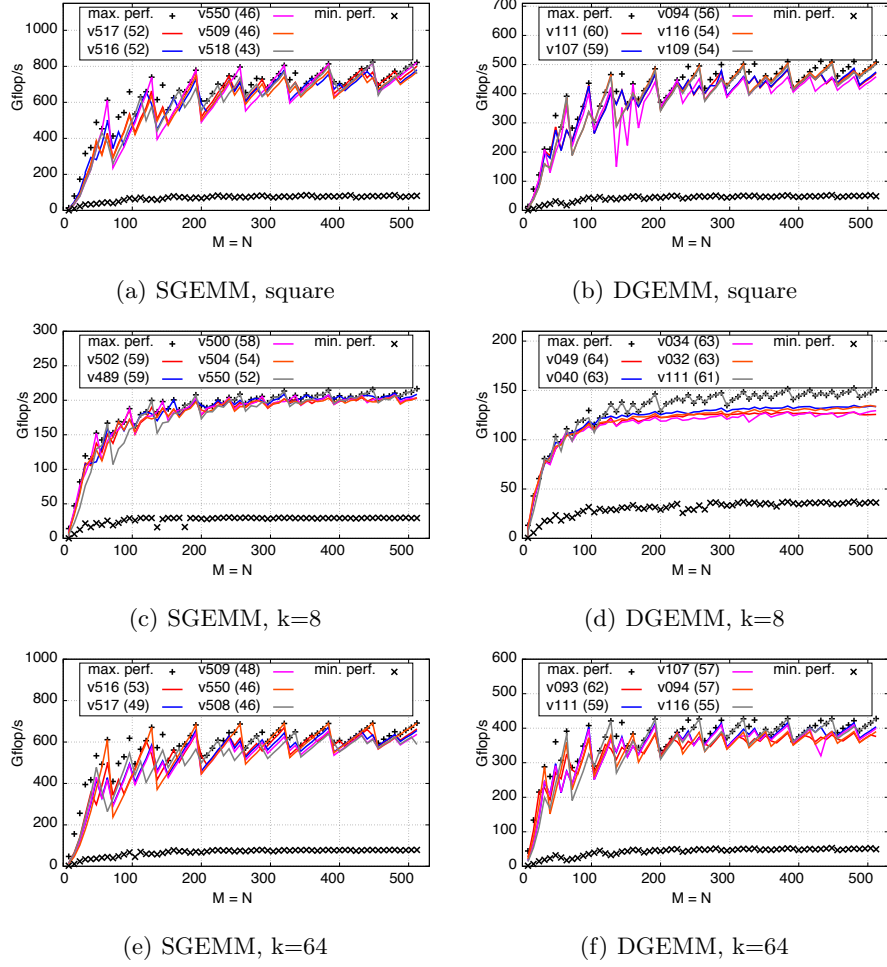 max. perf. v550 (46) min. perf.
v517 (52) v509 (46)
v516 (52) v518 (43)
Gflop/s
1000
800
600
400
200
0
0 100 200 300 400 500
M = N
(a) SGEMM, square
max. perf. v094 (56) min. perf.
v111 (60) v116 (54)
v107 (59) v109 (54)
Gflop/s
700
600
500
400
300
200
100
0
0 100 200 300 400 500
M = N
(b) DGEMM, square
max. perf. v500 (58) min. perf.
v502 (59) v504 (54)
v489 (59) v550 (52)
Gflop/s
300
250
200
150
100
50
0
0 100 200 300 400 500
M = N
(c) SGEMM, k=8
max. perf. v034 (63) min. perf.
v049 (64) v032 (63)
v040 (63) v111 (61)
Gflop/s
200
150
100
50
0
0 100 200 300 400 500
M = N
(d) DGEMM, k=8
max. perf. v509 (48) min. perf.
v516 (53) v550 (46)
v517 (49) v508 (46)
Gflop/s
1000
800
600
400
200
0
0 100 200 300 400 500
M = N
(e) SGEMM, k=64
max. perf. v107 (57) min. perf.
v093 (62) v094 (57)
v111 (59) v116 (55)
Gflop/s
600
500
400
300
200
100
0
0 100 200 300 400 500
M = N
(f) DGEMM, k=64